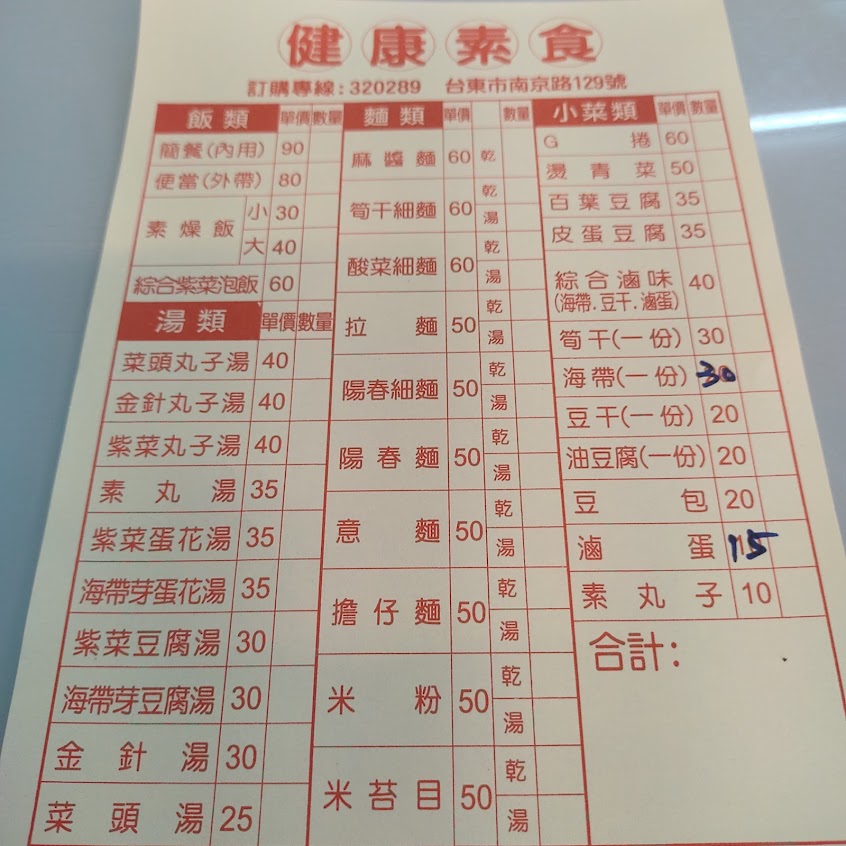 健康素食
訂購專線:320289 台東市南京路129號
飯類 單價 數量
簡餐(內用) 90
便當(外帶) 80
素燥飯 小 30
大 40
綜合紫菜泡飯 60
湯類 單價 數量
菜頭丸子湯 40
金針丸子湯 40
紫菜丸子湯 40
素丸湯 35
紫菜蛋花湯 35
海帶芽蛋花湯 35
紫菜豆腐湯 30
海帶芽豆腐湯 30
金針湯 30
菜頭湯 25
麵類 單價 數量
麻醬麵 60 乾
筍干細麵 60 乾
湯
酸菜細麵 60 乾
湯
拉麵 50 乾
湯
陽春細麵 50 乾
湯
陽春麵 50 乾
湯
意麵 50 乾
湯
擔仔麵 50 乾
湯
米粉 50 乾
湯
米苔目 50 乾
湯
小菜類 單價 數量
G捲 60
燙青菜 50
百葉豆腐 35
皮蛋豆腐 35
綜合滷味 40
(海帶.豆干.滷蛋)
筍干(一份) 30
海帶(一份) 30
豆干(一份) 20
油豆腐(一份) 20
豆包 20
滷蛋 15
素丸子 10
合計: